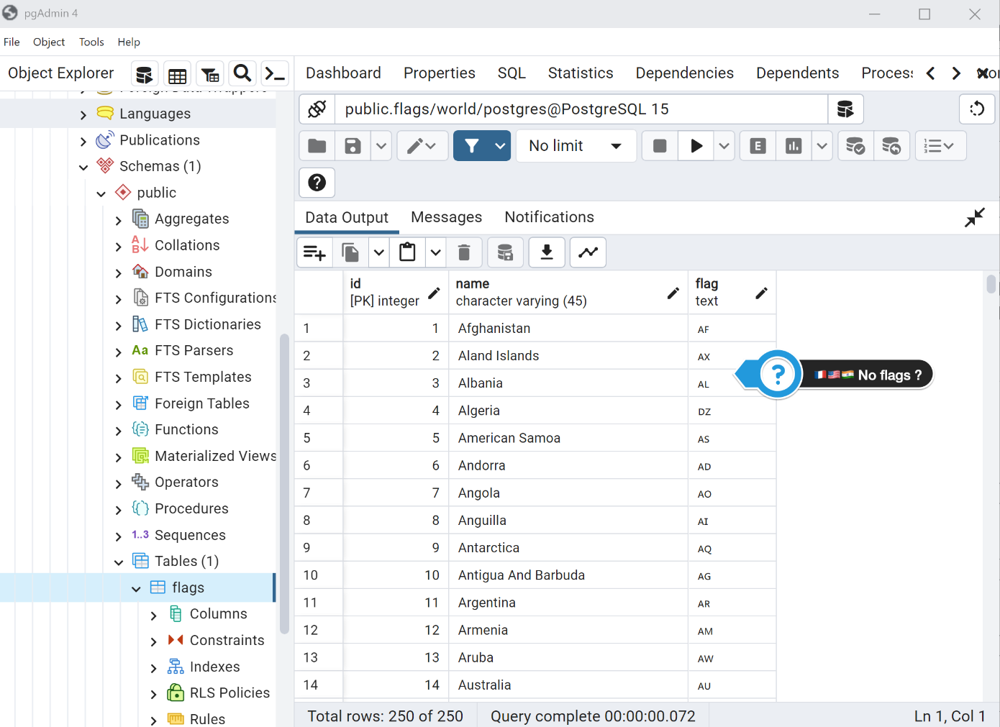 pgAdmin 4
File Object Tools Help
Object Explorer
Dashboard Properties SQL Statistics Dependencies Dependents
public.flags/world/postgres@PostgreSQL 15
No limit
E
Data Output Messages Notifications
Foreign Data Wrappers
Languages
Publications
Schemas (1)
public
Aggregates
Collations
Domains
FTS Configurations
FTS Dictionaries
Aa FTS Parsers
FTS Templates
Foreign Tables
Functions
Materialized Views
Operators
Procedures
1..3 Sequences
Tables (1)
flags
Columns
Constraints
Indexes
RLS Policies
Rules
id name flag
[PK] integer character varying (45) text
1 1 Afghanistan AF
2 2 Aland Islands AX
3 3 Albania AL
4 4 Algeria DZ
5 5 American Samoa AS
6 6 Andorra AD
7 7 Angola AO
8 8 Anguilla AI
9 9 Antarctica AQ
10 10 Antigua And Barbuda AG
11 11 Argentina AR
12 12 Armenia AM
13 13 Aruba AW
14 14 Australia AU
? 🇫🇷🇺🇸🇮🇳 No flags ?
Total rows: 250 of 250 Query complete 00:00:00.072 Ln 1, Col 1